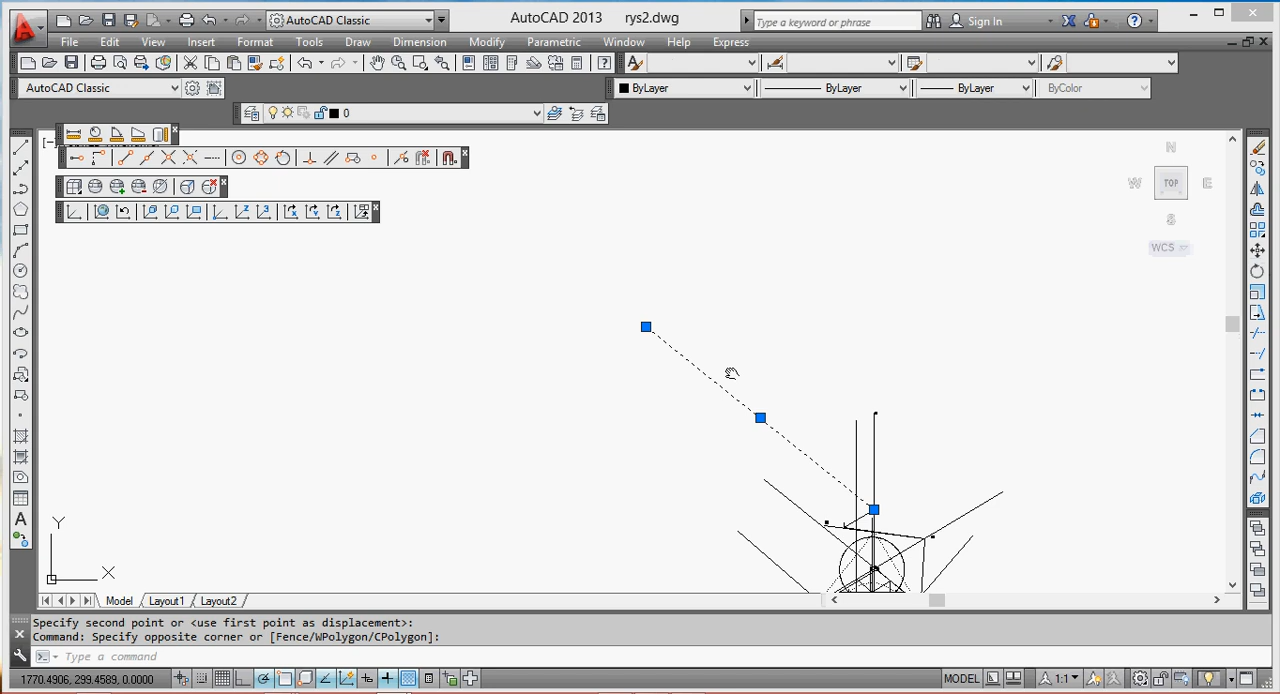 AutoCAD Classic
AutoCAD 2013 rys2.dwg
Type a keyword or phrase
Sign In
File Edit View Insert Format Tools Draw Dimension Modify Parametric Window Help Express
AutoCAD Classic
ByLayer
ByLayer
ByLayer
ByColor
0
[−]
N
W
TOP
E
S
WCS
Y
X
Model Layout1 Layout2
Specify second point or <use first point as displacement>:
Command: Specify opposite corner or [Fence/WPolygon/CPolygon]:
Type a command
1770.4906, 299.4589, 0.0000
MODEL
1:1